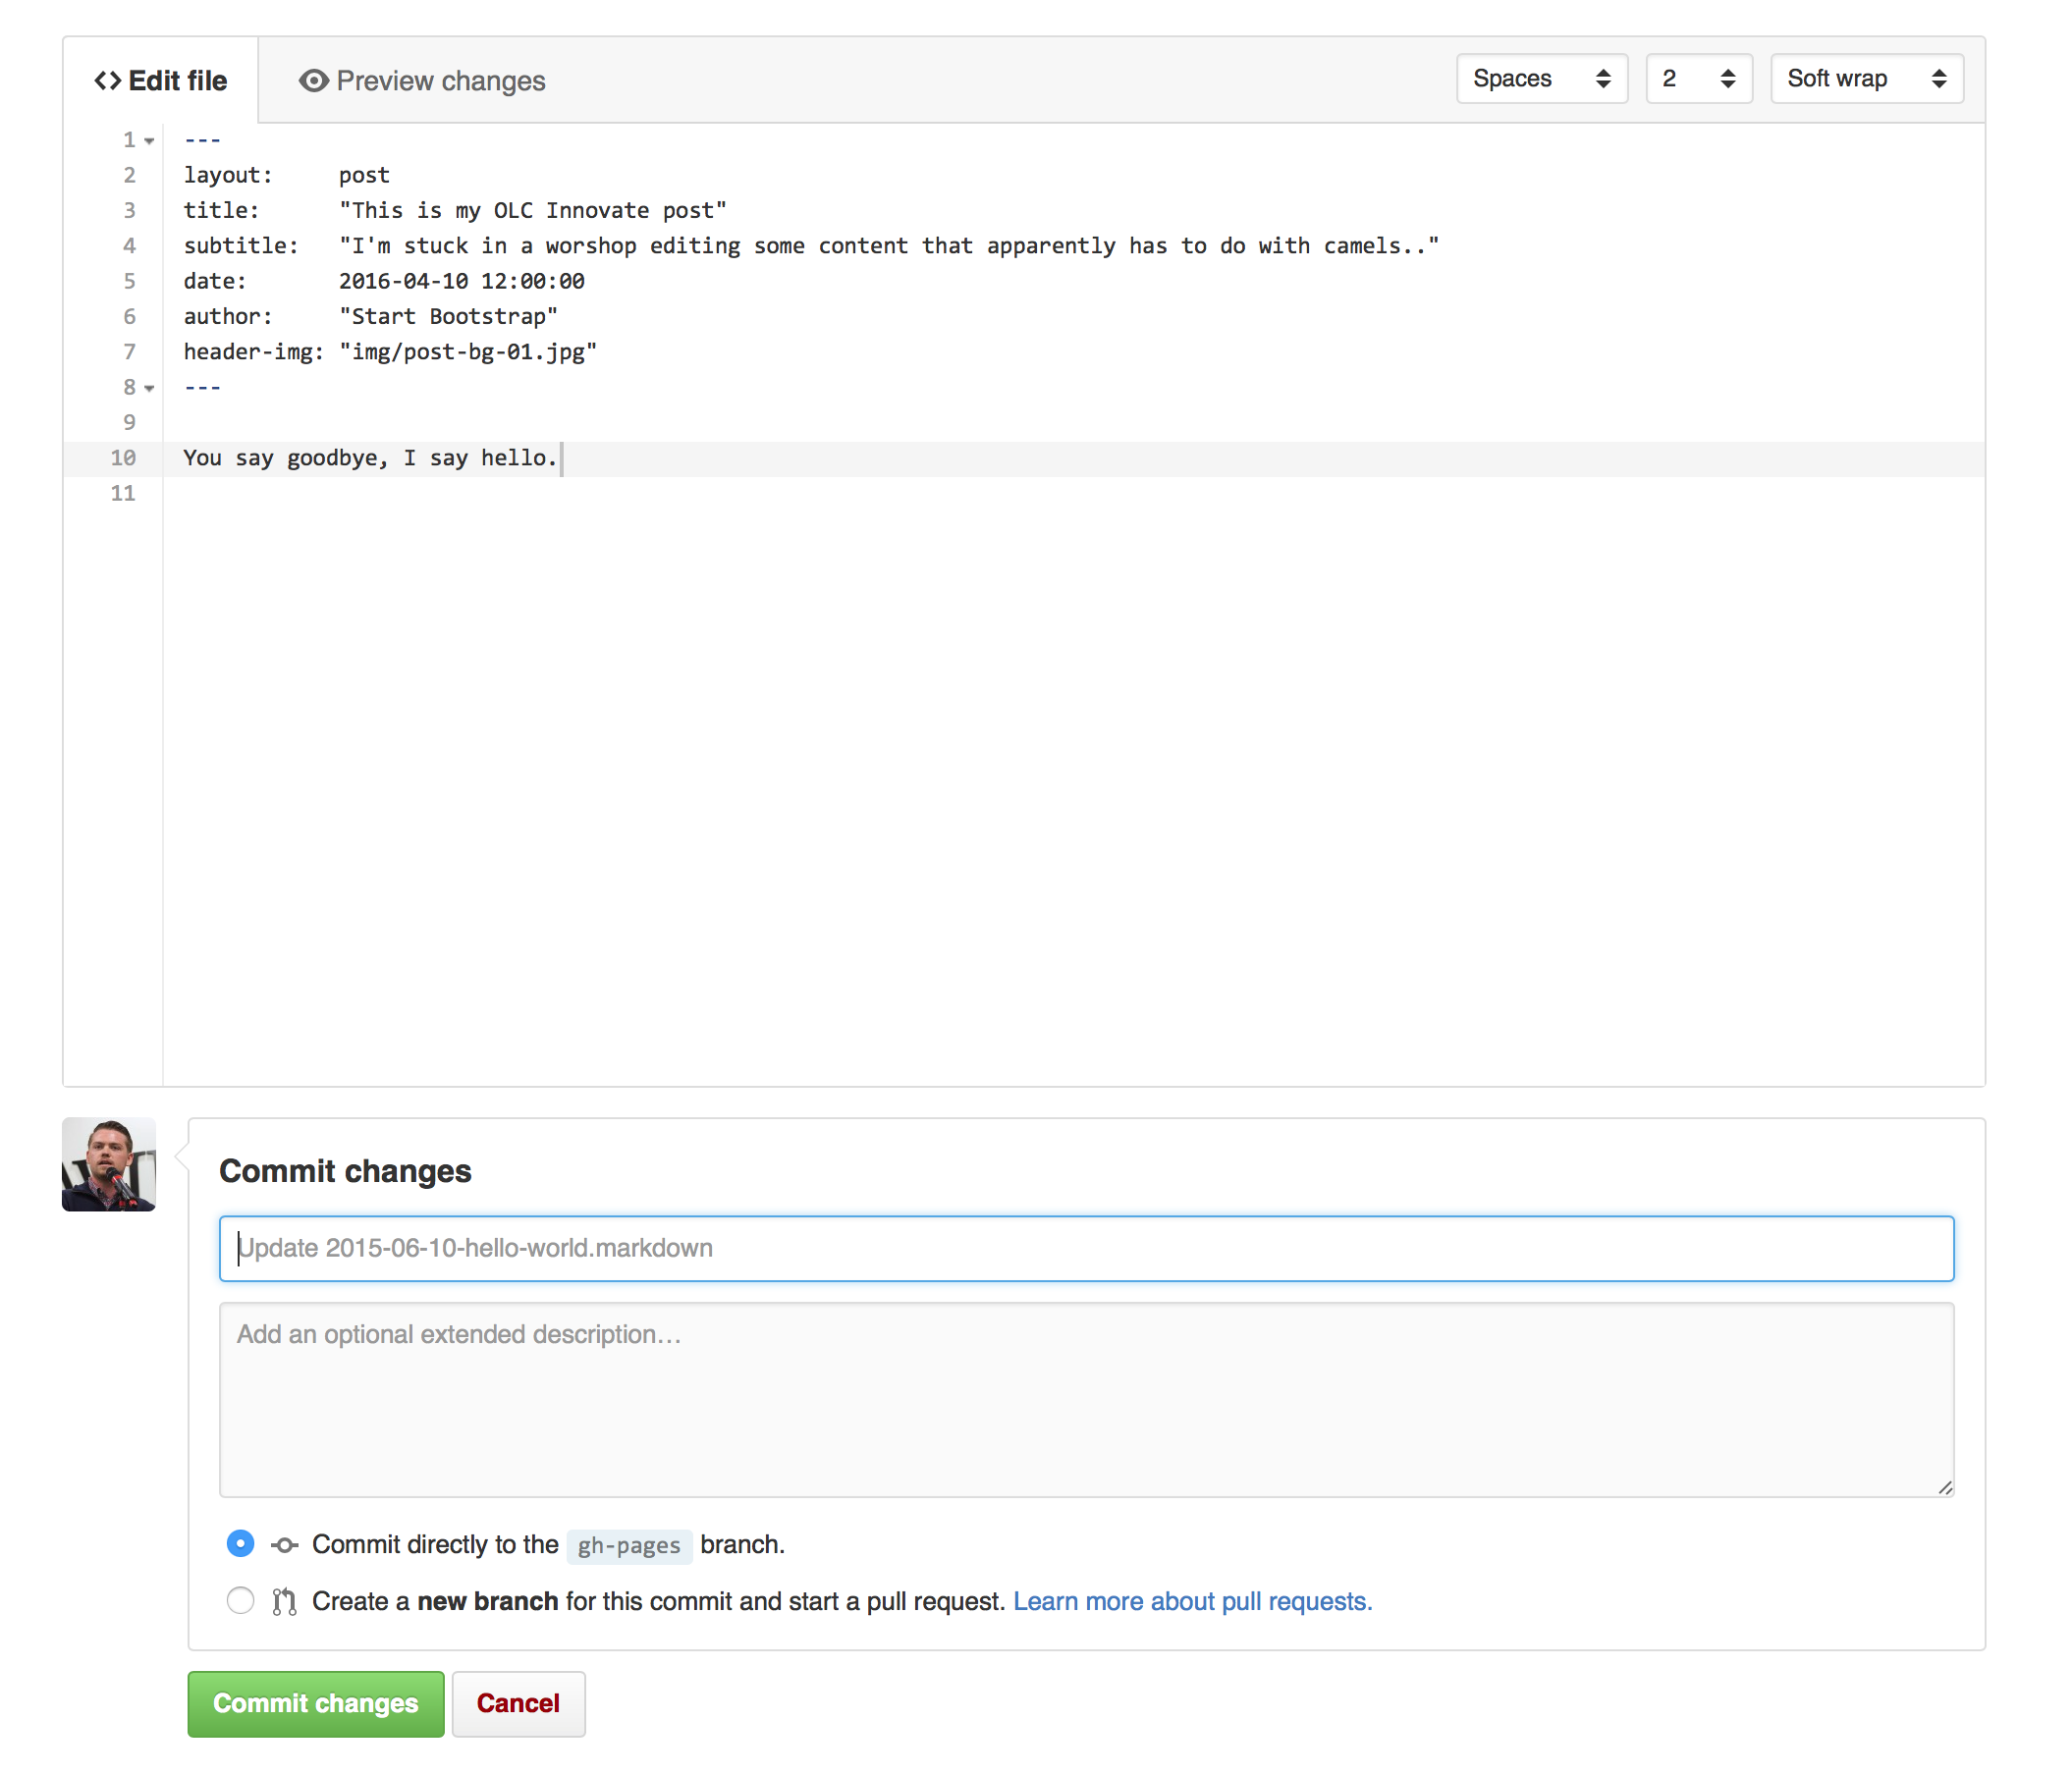 <> Edit file Preview changes Spaces 2 Soft wrap
1 ---
2 layout:     post
3 title:      "This is my OLC Innovate post"
4 subtitle:   "I'm stuck in a worshop editing some content that apparently has to do with camels.."
5 date:       2016-04-10 12:00:00
6 author:     "Start Bootstrap"
7 header-img: "img/post-bg-01.jpg"
8 ---
9
10 You say goodbye, I say hello.
11
Commit changes
Update 2015-06-10-hello-world.markdown
Add an optional extended description…
Commit directly to the gh-pages branch.
Create a new branch for this commit and start a pull request. Learn more about pull requests.
Commit changes Cancel